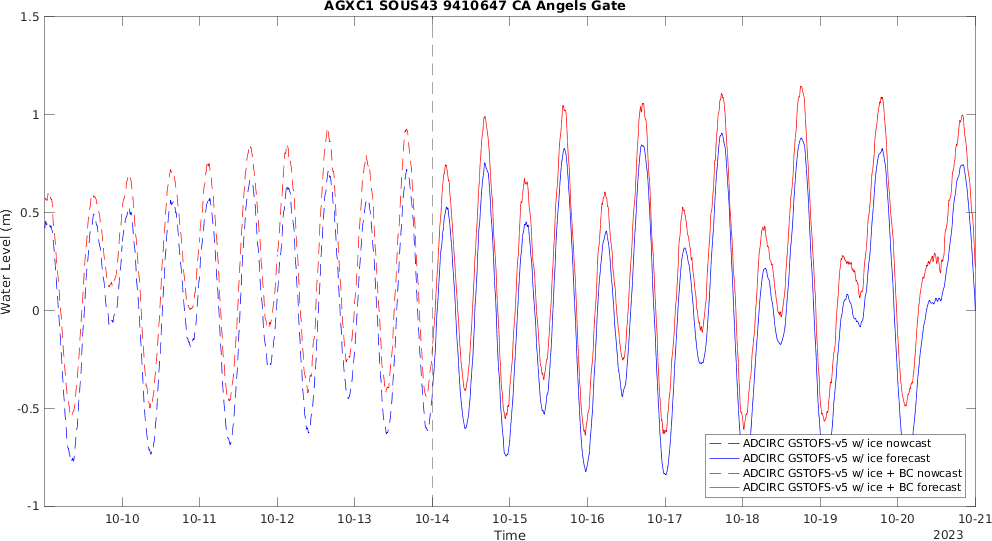 AGXC1 SOUS43 9410647 CA Angels Gate
1.5
1
0.5
0
-0.5
-1
Water Level (m)
10-10 10-11 10-12 10-13 10-14 10-15 10-16 10-17 10-18 10-19 10-20 10-21
Time
2023
ADCIRC GSTOFS-v5 w/ ice nowcast
ADCIRC GSTOFS-v5 w/ ice forecast
ADCIRC GSTOFS-v5 w/ ice + BC nowcast
ADCIRC GSTOFS-v5 w/ ice + BC forecast